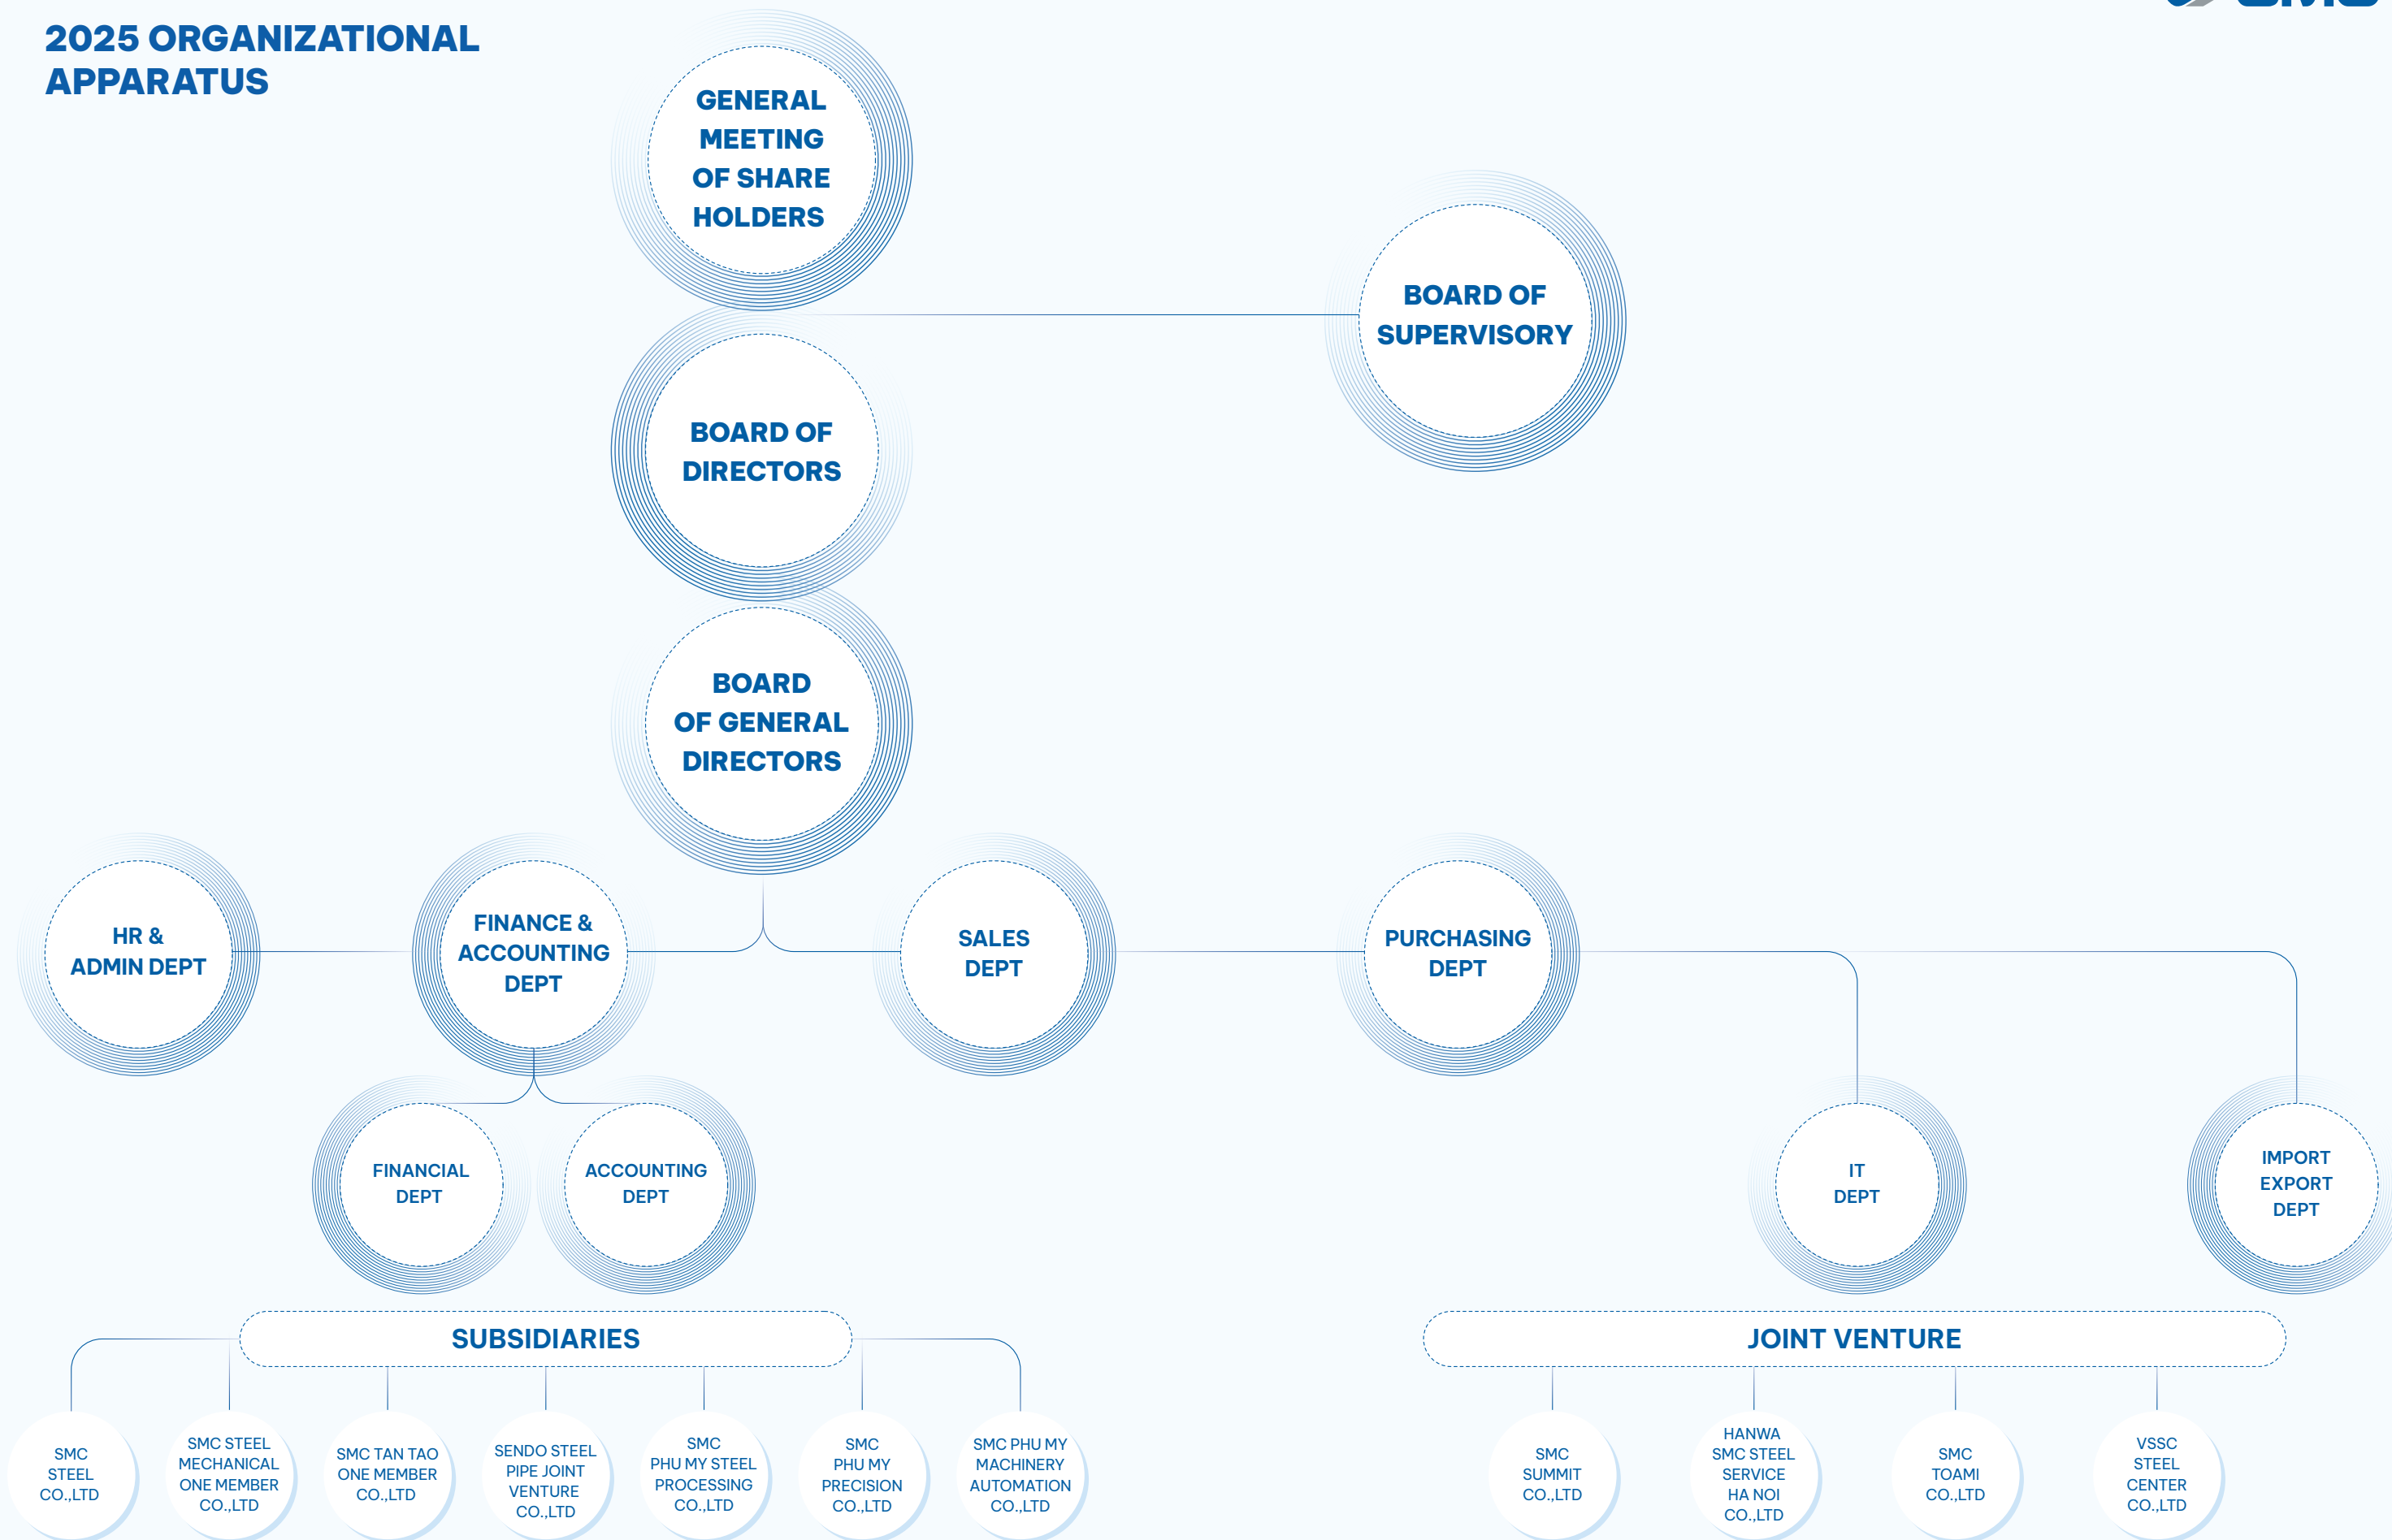 2025 ORGANIZATIONAL
APPARATUS
GENERAL
MEETING
OF SHARE
HOLDERS
BOARD OF
SUPERVISORY
BOARD OF
DIRECTORS
BOARD
OF GENERAL
DIRECTORS
HR &
ADMIN DEPT
FINANCE &
ACCOUNTING
DEPT
SALES
DEPT
PURCHASING
DEPT
FINANCIAL
DEPT
ACCOUNTING
DEPT
IT
DEPT
IMPORT
EXPORT
DEPT
SUBSIDIARIES
SMC
STEEL
CO.,LTD
SMC STEEL
MECHANICAL
ONE MEMBER
CO.,LTD
SMC TAN TAO
ONE MEMBER
CO.,LTD
SENDO STEEL
PIPE JOINT
VENTURE
CO.,LTD
SMC
PHU MY STEEL
PROCESSING
CO.,LTD
SMC
PHU MY
PRECISION
CO.,LTD
SMC PHU MY
MACHINERY
AUTOMATION
CO.,LTD
JOINT VENTURE
SMC
SUMMIT
CO.,LTD
HANWA
SMC STEEL
SERVICE
HA NOI
CO.,LTD
SMC
TOAMI
CO.,LTD
VSSC
STEEL
CENTER
CO.,LTD